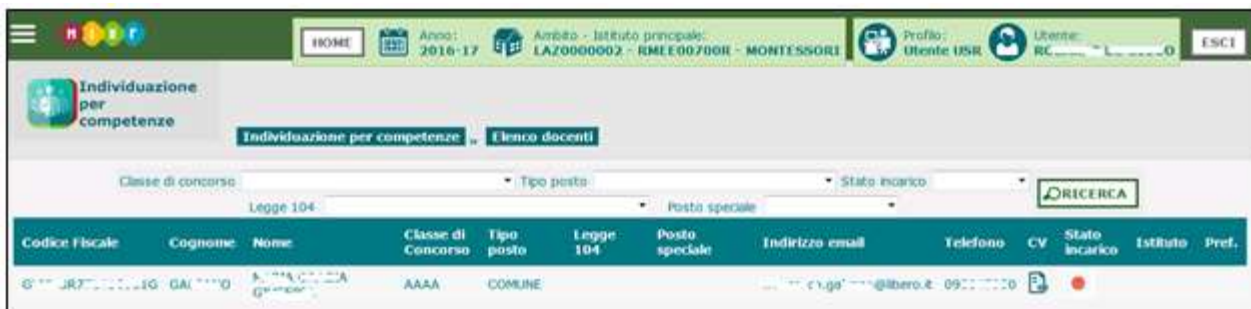 MIUR
HOME
Anno:
2016-17
Ambito - Istituto principale:
LAZ0000002 - RMEE00700R - MONTESSORI
Profilo:
Utente USR
Utente:
ESCI
Individuazione
per
competenze
Individuazione per competenze » Elenco docenti
Classe di concorso Tipo posto Stato incarico
RICERCA
Legge 104 Posto speciale
Codice Fiscale Cognome Nome Classe di Concorso Tipo posto Legge 104 Posto speciale Indirizzo email Telefono CV Stato incarico Istituto Pref.
AAAA COMUNE @libero.it